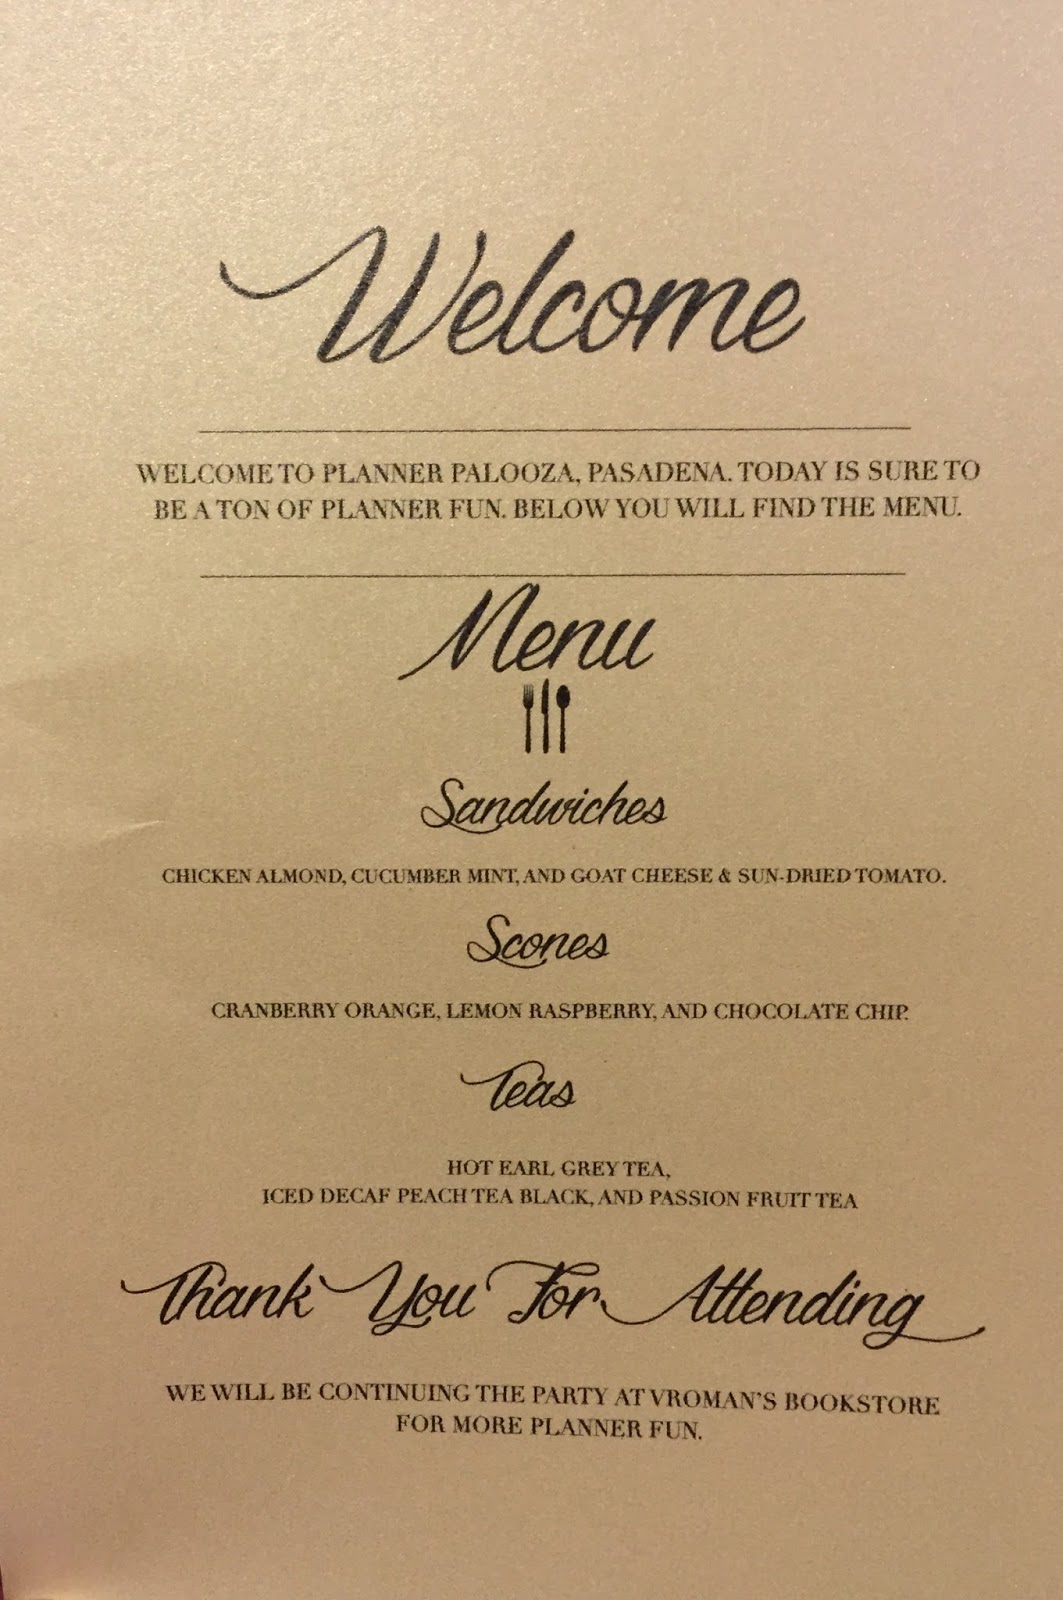 Welcome
WELCOME TO PLANNER PALOOZA, PASADENA. TODAY IS SURE TO
BE A TON OF PLANNER FUN. BELOW YOU WILL FIND THE MENU.
Menu
Sandwiches
CHICKEN ALMOND, CUCUMBER MINT, AND GOAT CHEESE & SUN-DRIED TOMATO.
Scones
CRANBERRY ORANGE, LEMON RASPBERRY, AND CHOCOLATE CHIP.
Teas
HOT EARL GREY TEA,
ICED DECAF PEACH TEA BLACK, AND PASSION FRUIT TEA
Thank You For Attending
WE WILL BE CONTINUING THE PARTY AT VROMAN'S BOOKSTORE
FOR MORE PLANNER FUN.